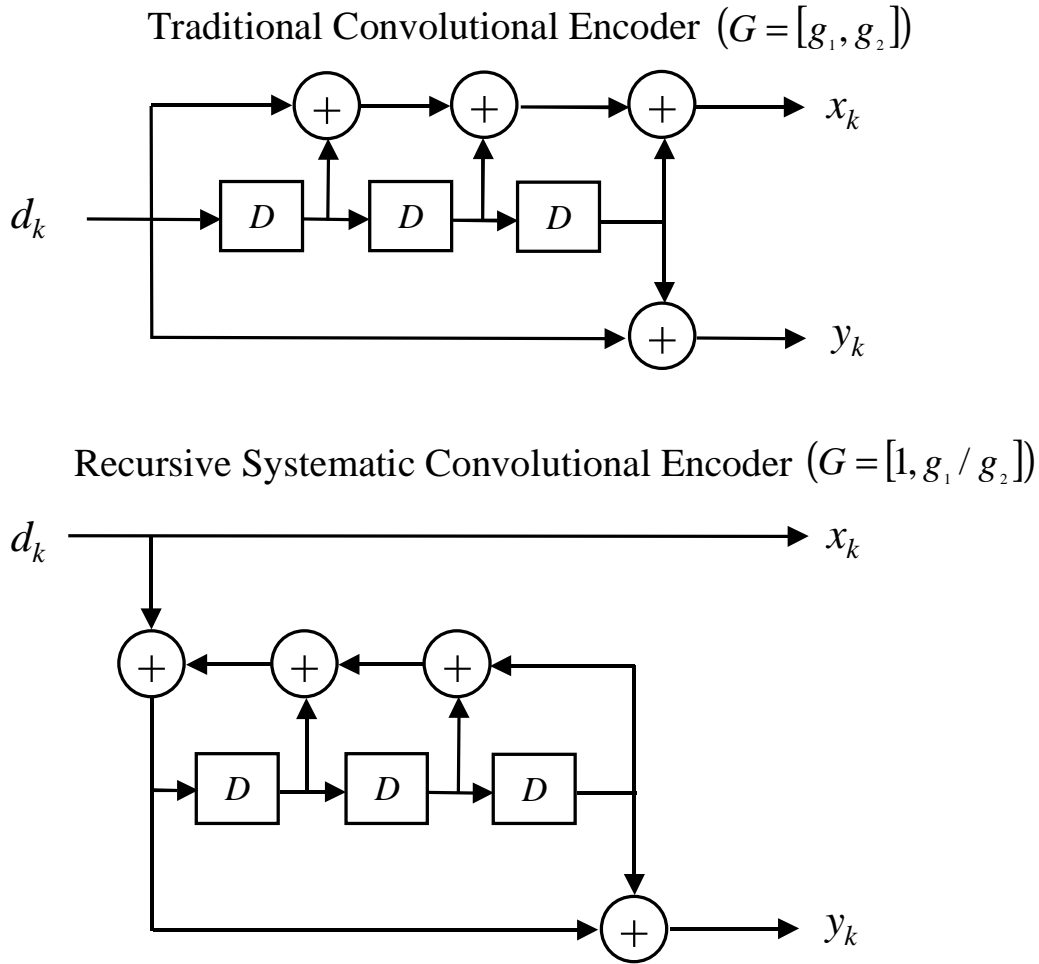 Traditional Convolutional Encoder (G = [g₁, g₂])
+ + + xₖ
dₖ D D D
+ yₖ
Recursive Systematic Convolutional Encoder (G = [1, g₁ / g₂])
dₖ xₖ
+ + +
D D D
+ yₖ